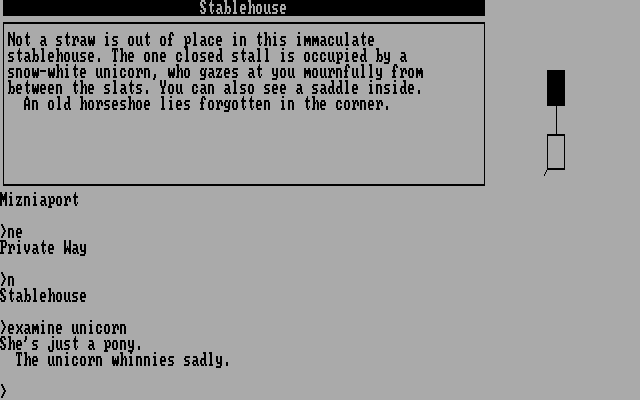 Stablehouse
Not a straw is out of place in this immaculate
stablehouse. The one closed stall is occupied by a
snow-white unicorn, who gazes at you mournfully from
between the slats. You can also see a saddle inside.
An old horseshoe lies forgotten in the corner.
Mizniaport
>ne
Private Way
>n
Stablehouse
>examine unicorn
She's just a pony.
The unicorn whinnies sadly.
>